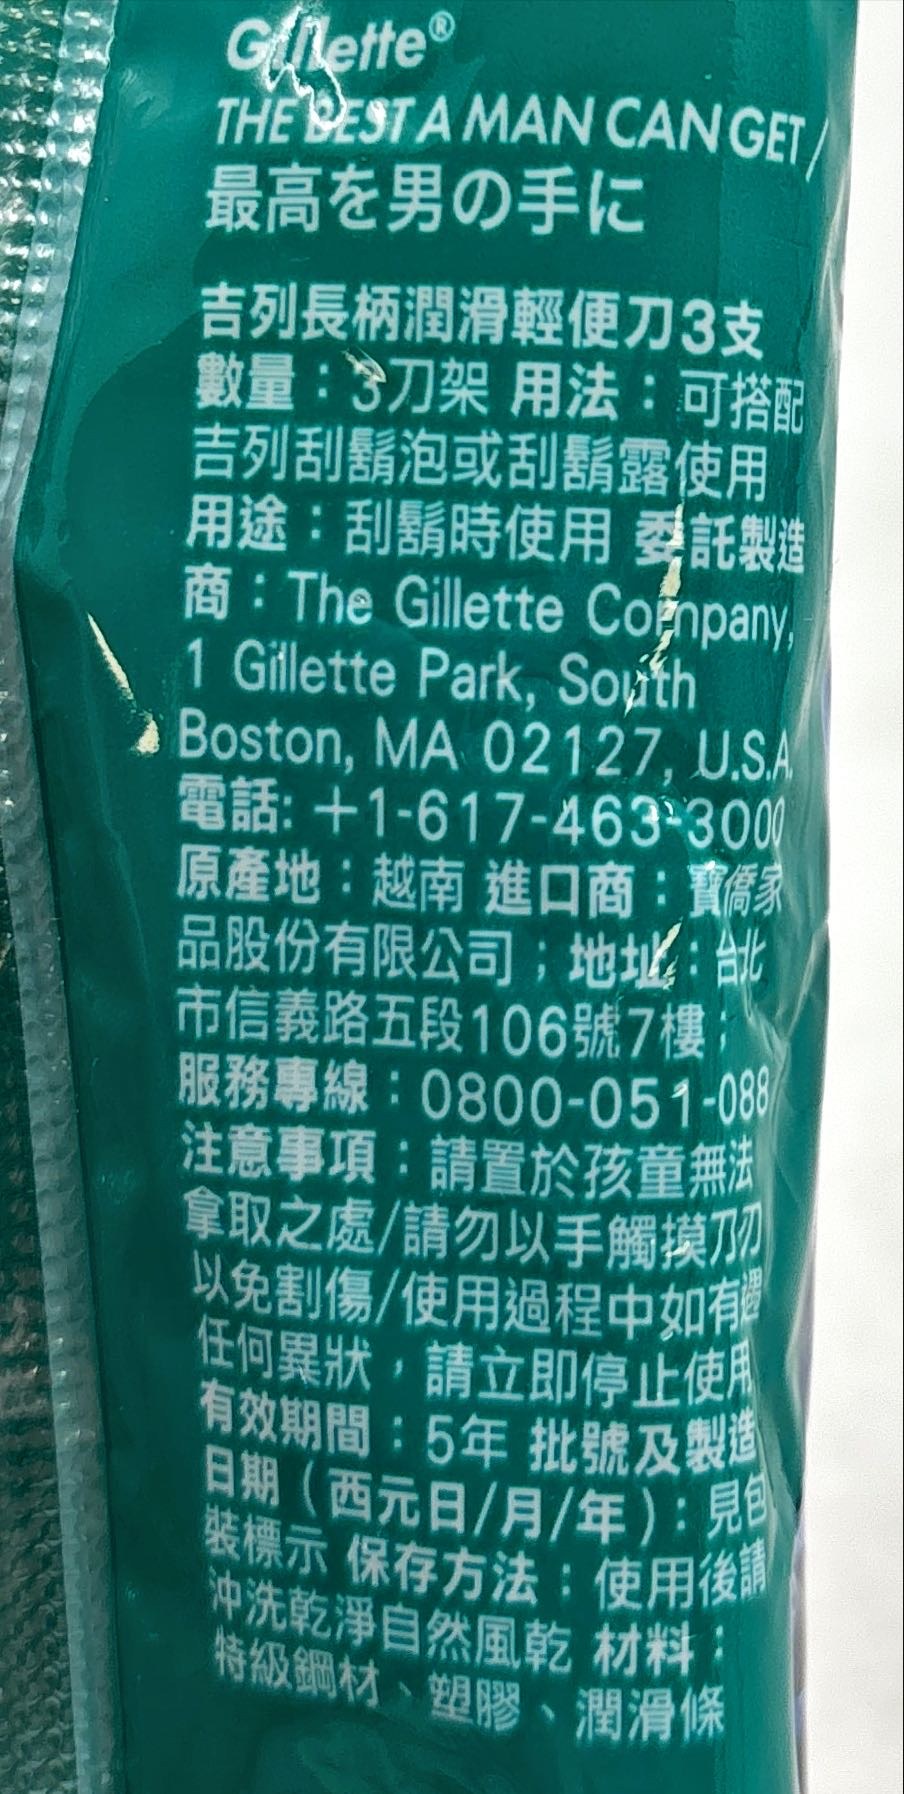 Gillette®
THE BEST A MAN CAN GET /
最高を男の手に
吉列長柄潤滑輕便刀3支
數量：3刀架 用法：可搭配
吉列刮鬍泡或刮鬍露使用
用途：刮鬍時使用 委託製造
商：The Gillette Company,
1 Gillette Park, South
Boston, MA 02127, U.S.A.
電話: +1-617-463-3000
原產地：越南 進口商：寶僑家
品股份有限公司；地址：台北
市信義路五段106號7樓；
服務專線：0800-051-088
注意事項：請置於孩童無法
拿取之處/請勿以手觸摸刀刃
以免割傷/使用過程中如有遇
任何異狀，請立即停止使用
有效期間：5年 批號及製造
日期（西元日/月/年）：見包
裝標示 保存方法：使用後請
沖洗乾淨自然風乾 材料：
特級鋼材、塑膠、潤滑條